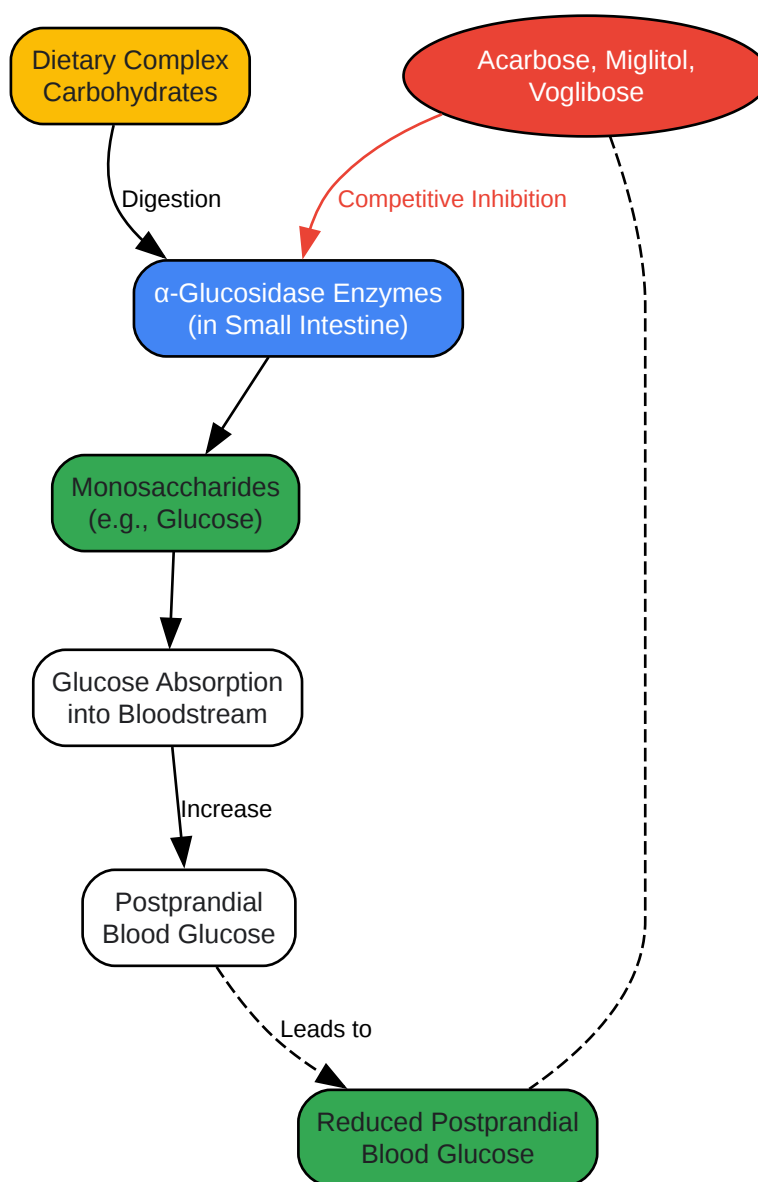 Dietary Complex
Carbohydrates
Acarbose, Miglitol,
Voglibose
Digestion
Competitive Inhibition
α-Glucosidase Enzymes
(in Small Intestine)
Monosaccharides
(e.g., Glucose)
Glucose Absorption
into Bloodstream
Increase
Postprandial
Blood Glucose
Leads to
Reduced Postprandial
Blood Glucose